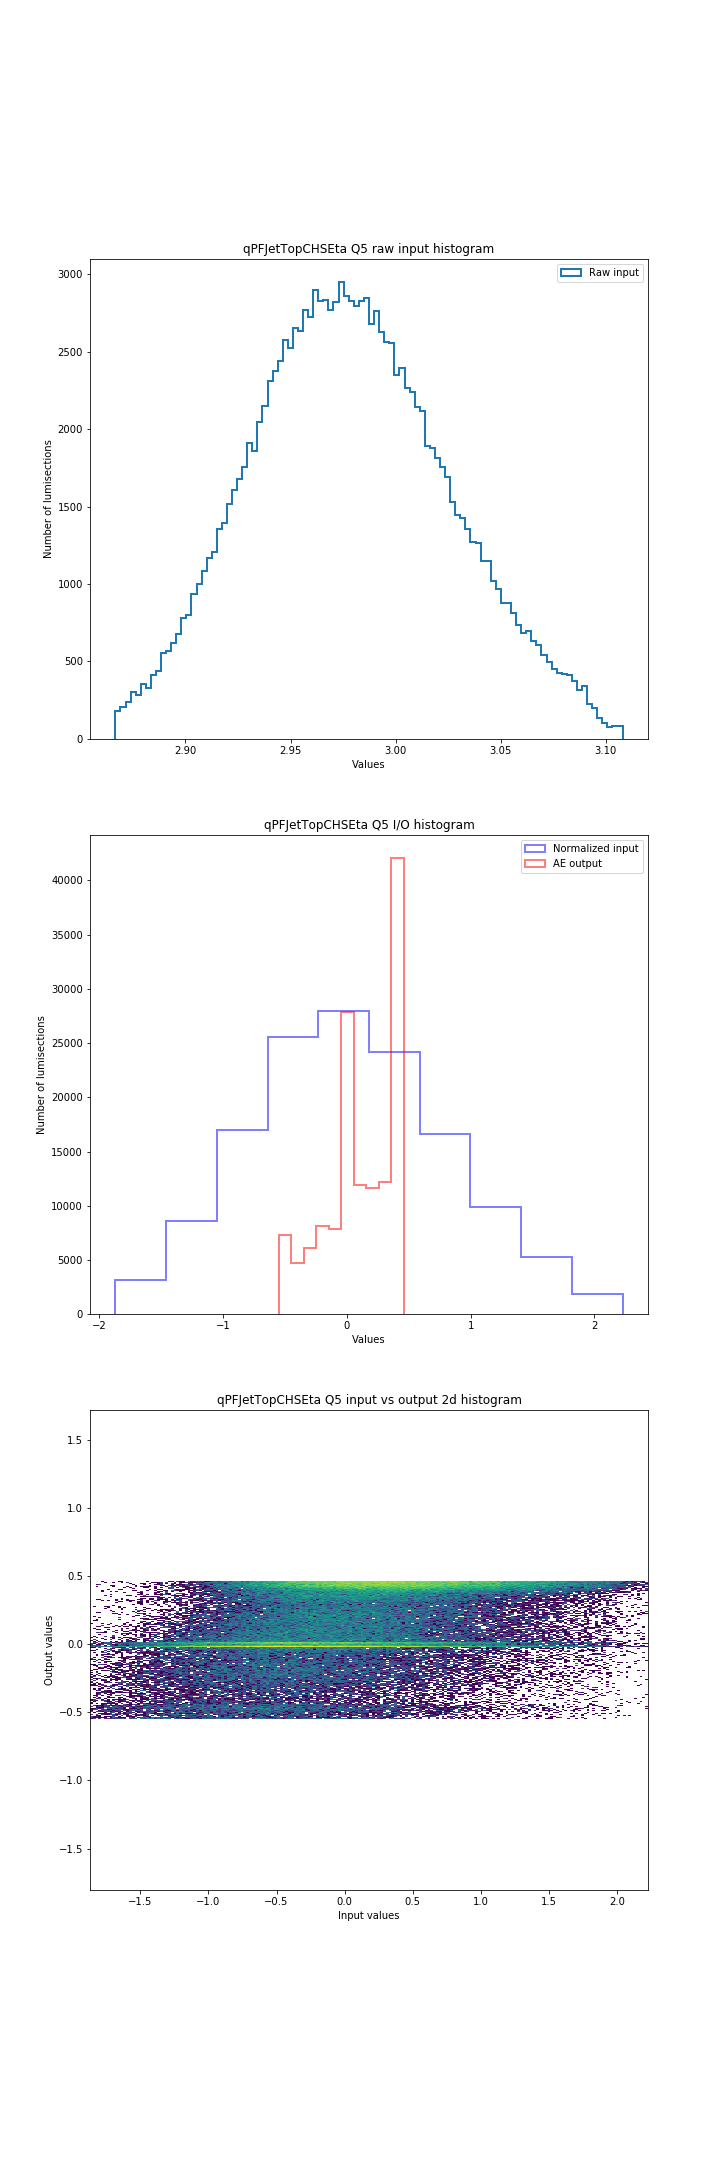 qPFJetTopCHSEta Q5 raw input histogram
Raw input
3000
2500
2000
1500
1000
500
0
Number of lumisections
2.90 2.95 3.00 3.05 3.10
Values
qPFJetTopCHSEta Q5 I/O histogram
Normalized input
AE output
40000
35000
30000
25000
20000
15000
10000
5000
0
Number of lumisections
−2 −1 0 1 2
Values
qPFJetTopCHSEta Q5 input vs output 2d histogram
1.5
1.0
0.5
0.0
−0.5
−1.0
−1.5
Output values
−1.5 −1.0 −0.5 0.0 0.5 1.0 1.5 2.0
Input values